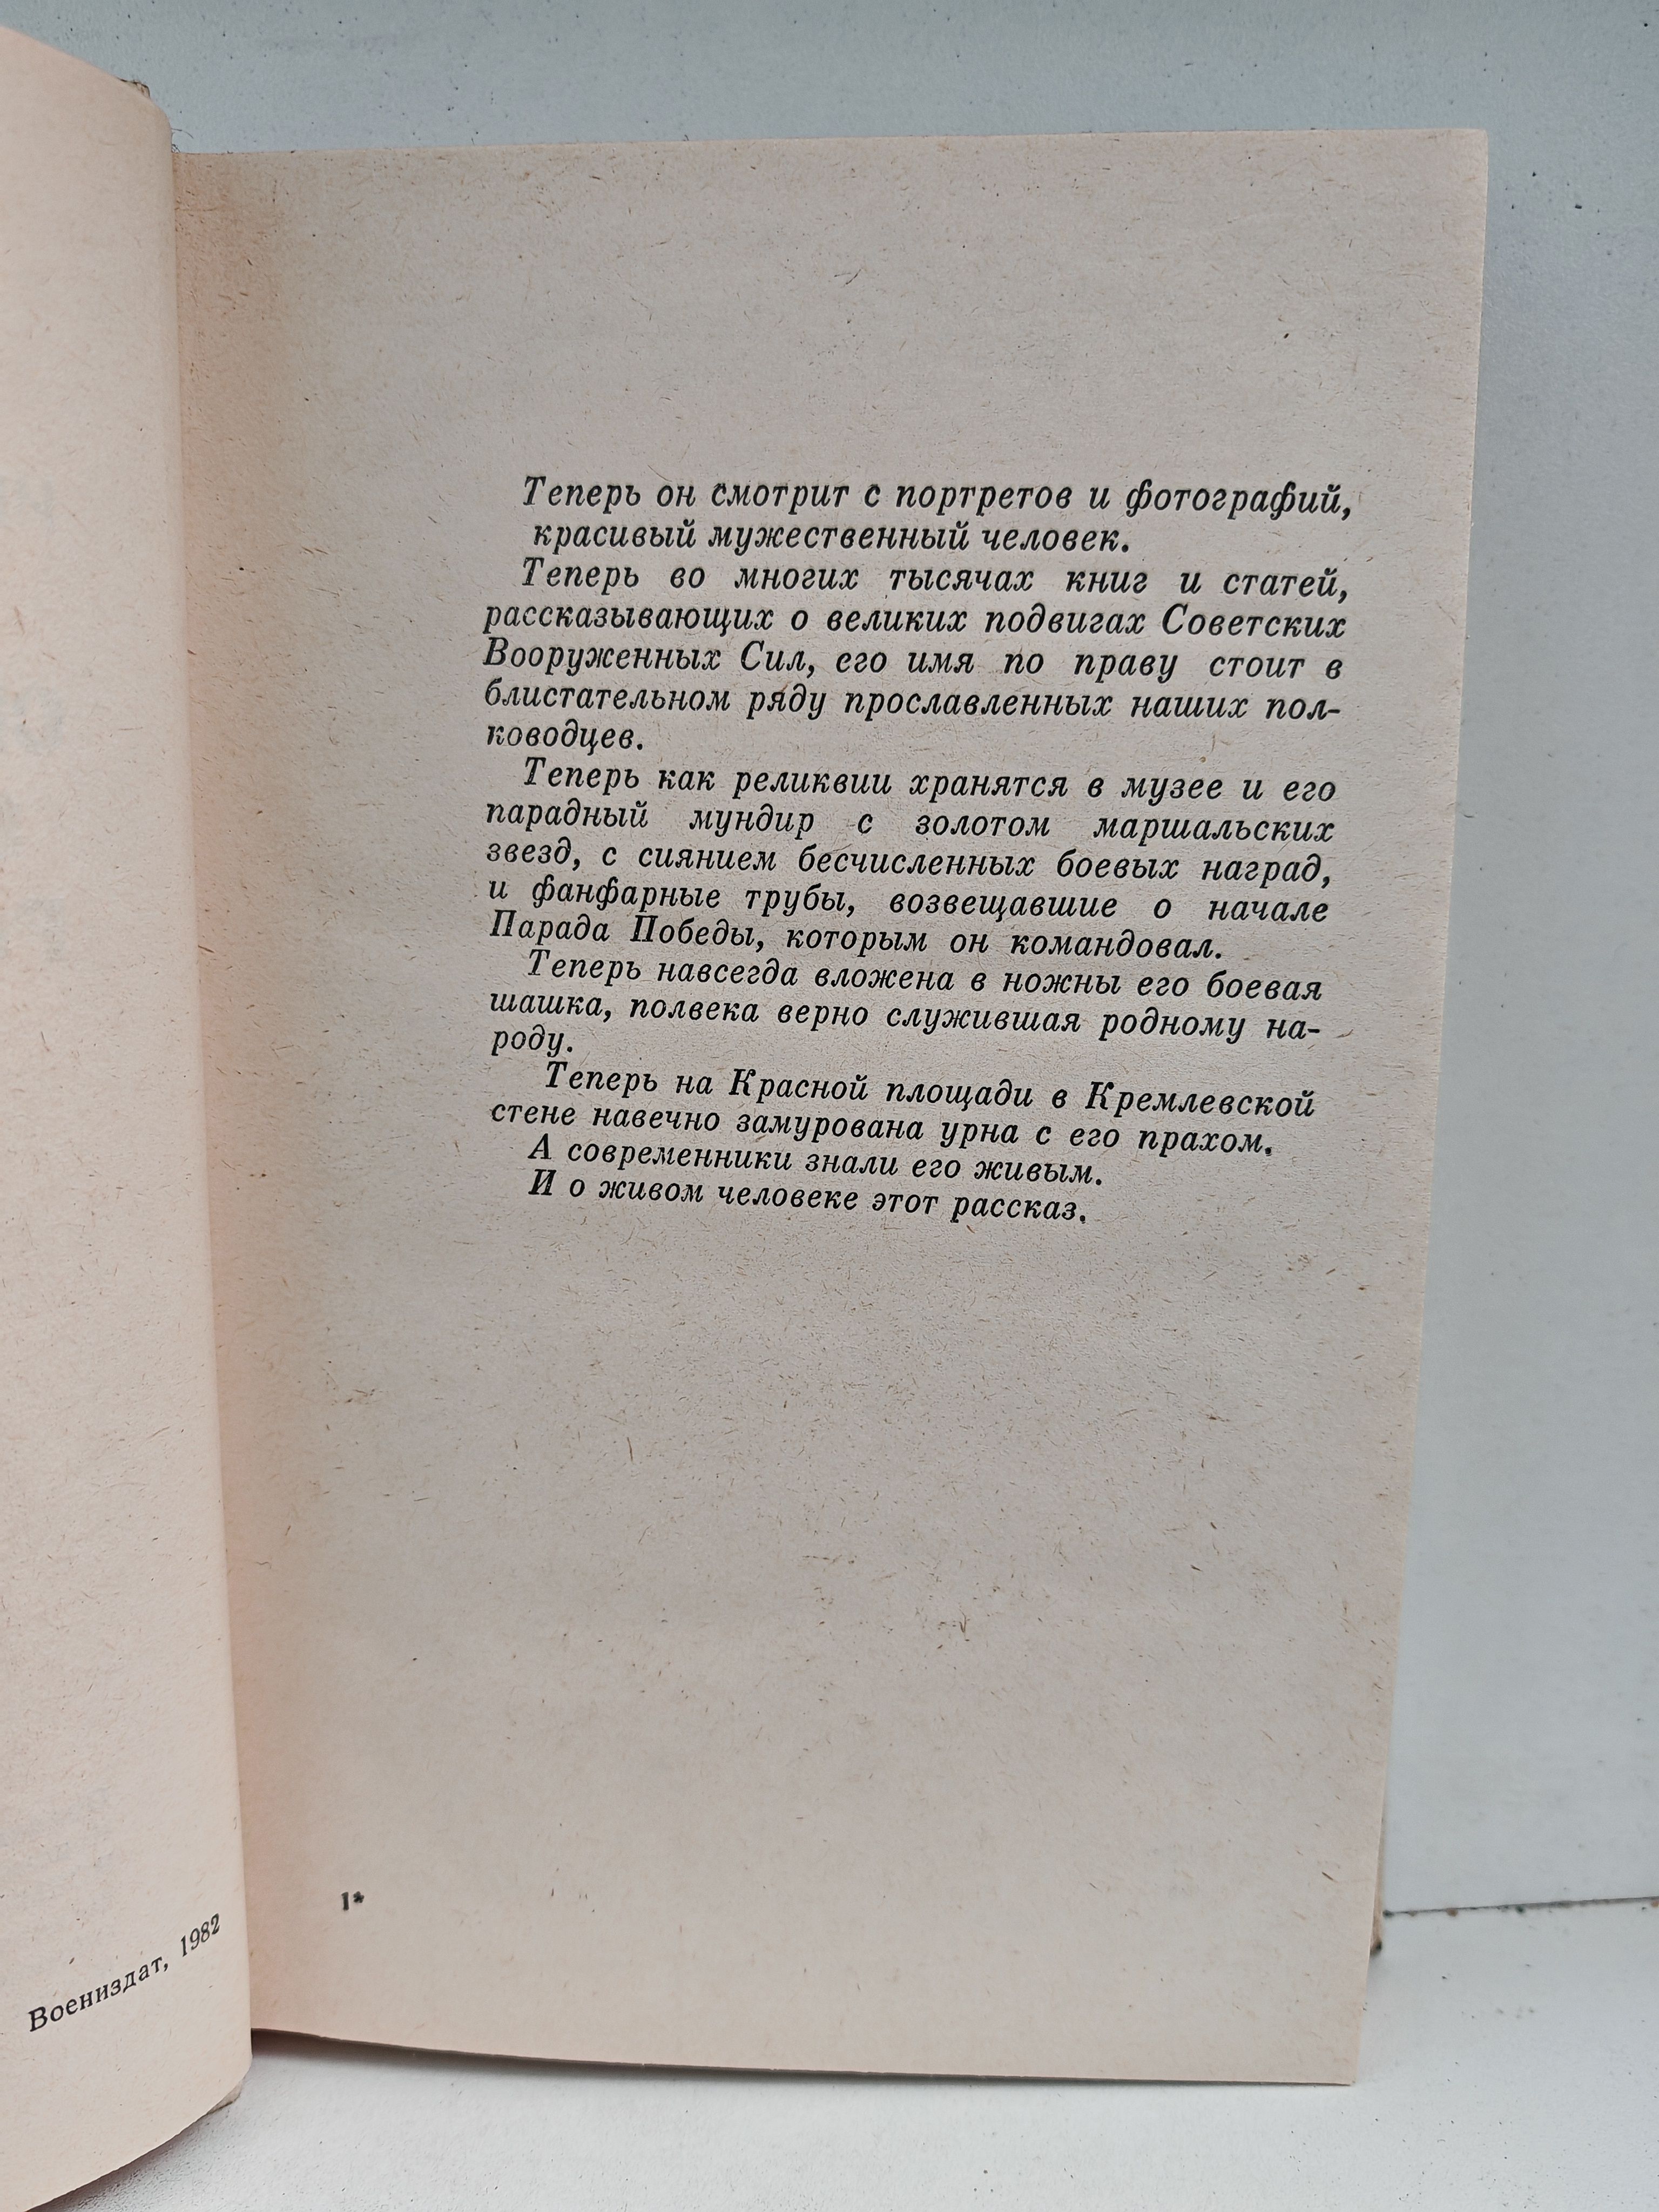 Воениздат, 1982
Теперь он смотрит с портретов и фотографий,
красивый мужественный человек.
Теперь во многих тысячах книг и статей,
рассказывающих о великих подвигах Советских
Вооруженных Сил, его имя по праву стоит в
блистательном ряду прославленных наших пол-
ководцев.
Теперь как реликвии хранятся в музее и его
парадный мундир с золотом маршальских
звезд, с сиянием бесчисленных боевых наград,
и фанфарные трубы, возвещавшие о начале
Парада Победы, которым он командовал.
Теперь навсегда вложена в ножны его боевая
шашка, полвека верно служившая родному на-
роду.
Теперь на Красной площади в Кремлевской
стене навечно замурована урна с его прахом.
А современники знали его живым.
И о живом человеке этот рассказ.
1*